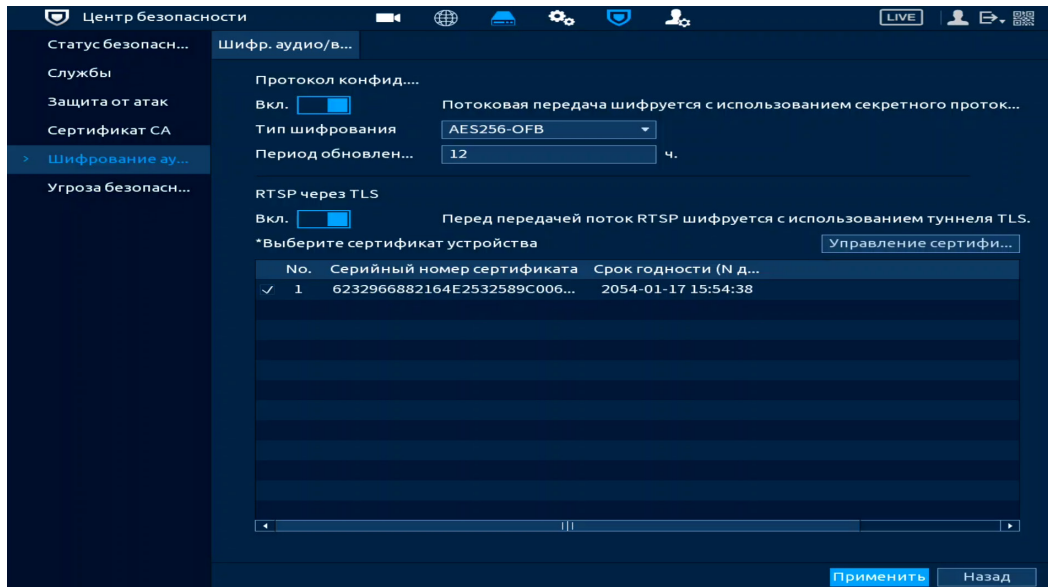 Центр безопасности
LIVE
Статус безопасн...
Службы
Защита от атак
Сертификат CA
Шифрование ау...
Угроза безопасн...
Шифр. аудио/в...
Протокол конфид....
Вкл. Потоковая передача шифруется с использованием секретного проток...
Тип шифрования AES256-OFB
Период обновлен... 12 ч.
RTSP через TLS
Вкл. Перед передачей поток RTSP шифруется с использованием туннеля TLS.
*Выберите сертификат устройства Управление сертифи...
No. Серийный номер сертификата Срок годности (N д...
1 6232966882164E2532589C006... 2054-01-17 15:54:38
Применить Назад